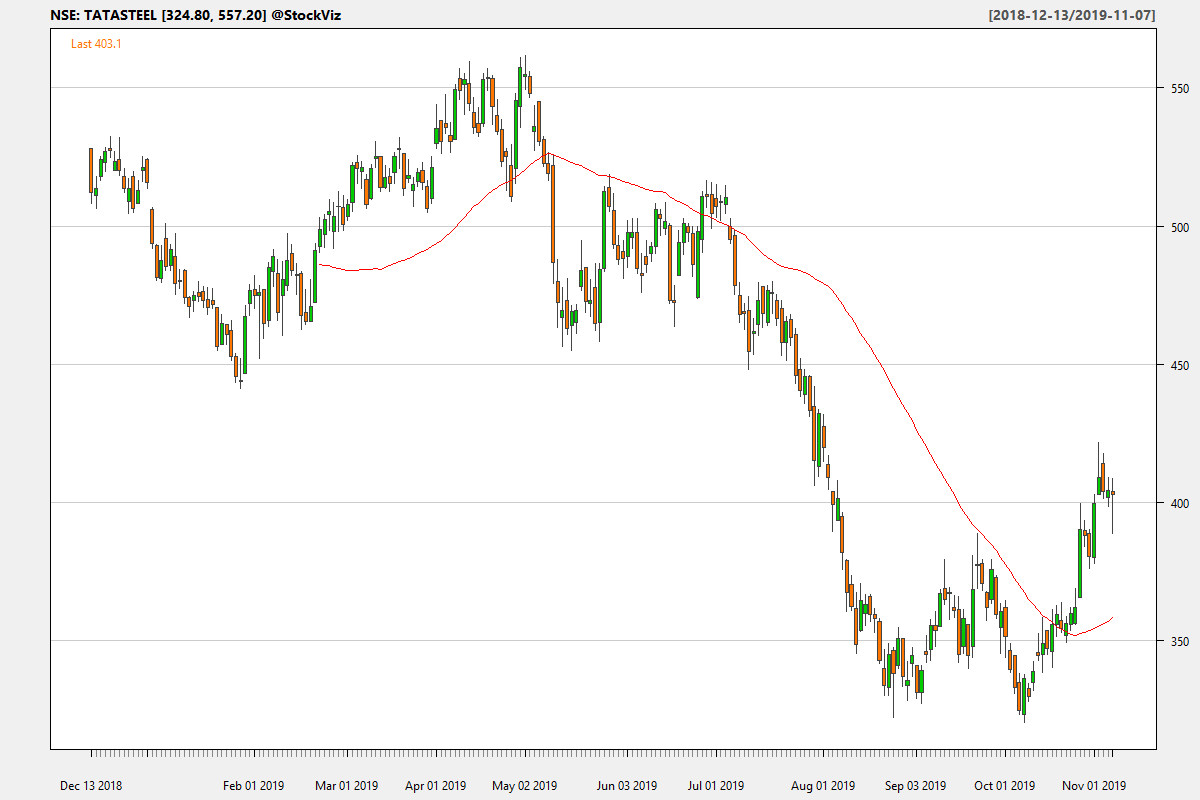 NSE: TATASTEEL [324.80, 557.20] @StockViz
[2018-12-13/2019-11-07]
Last 403.1
550
500
450
400
350
Dec 13 2018
Feb 01 2019
Mar 01 2019
Apr 01 2019
May 02 2019
Jun 03 2019
Jul 01 2019
Aug 01 2019
Sep 03 2019
Oct 01 2019
Nov 01 2019